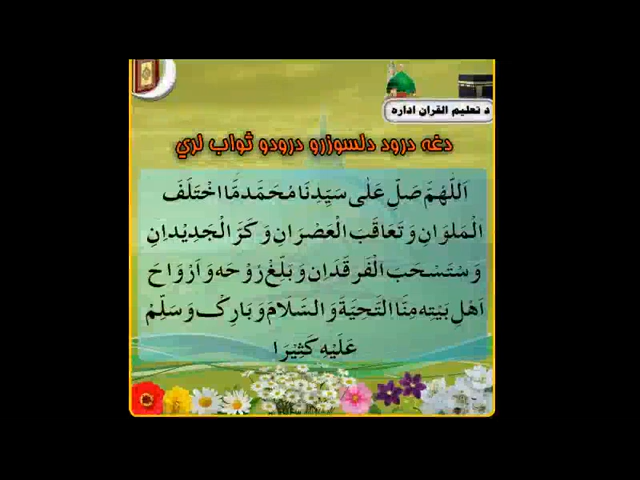 د تعلیم القران اداره
دغه درود دلسوزرو درودو ثواب لري
اَللّٰهُمَّ صَلِّ عَلٰى سَيِّدِنَا مُحَمَّدٍ مَّا اخْتَلَفَ
الْمَلَوَانِ وَتَعَاقَبَ الْعَصْرَانِ وَكَرَّ الْجَدِيْدَانِ
وَسْتَسْحَبَ الْفَرْقَدَانِ وَبَلِّغْ رُوْحَهٗ وَاَرْوَاحَ
اَهْلِ بَيْتِهٖ مِنَّا التَّحِيَّةَ وَالسَّلَامَ وَبَارِكْ وَسَلِّمْ
عَلَيْهِ كَثِيْرًا